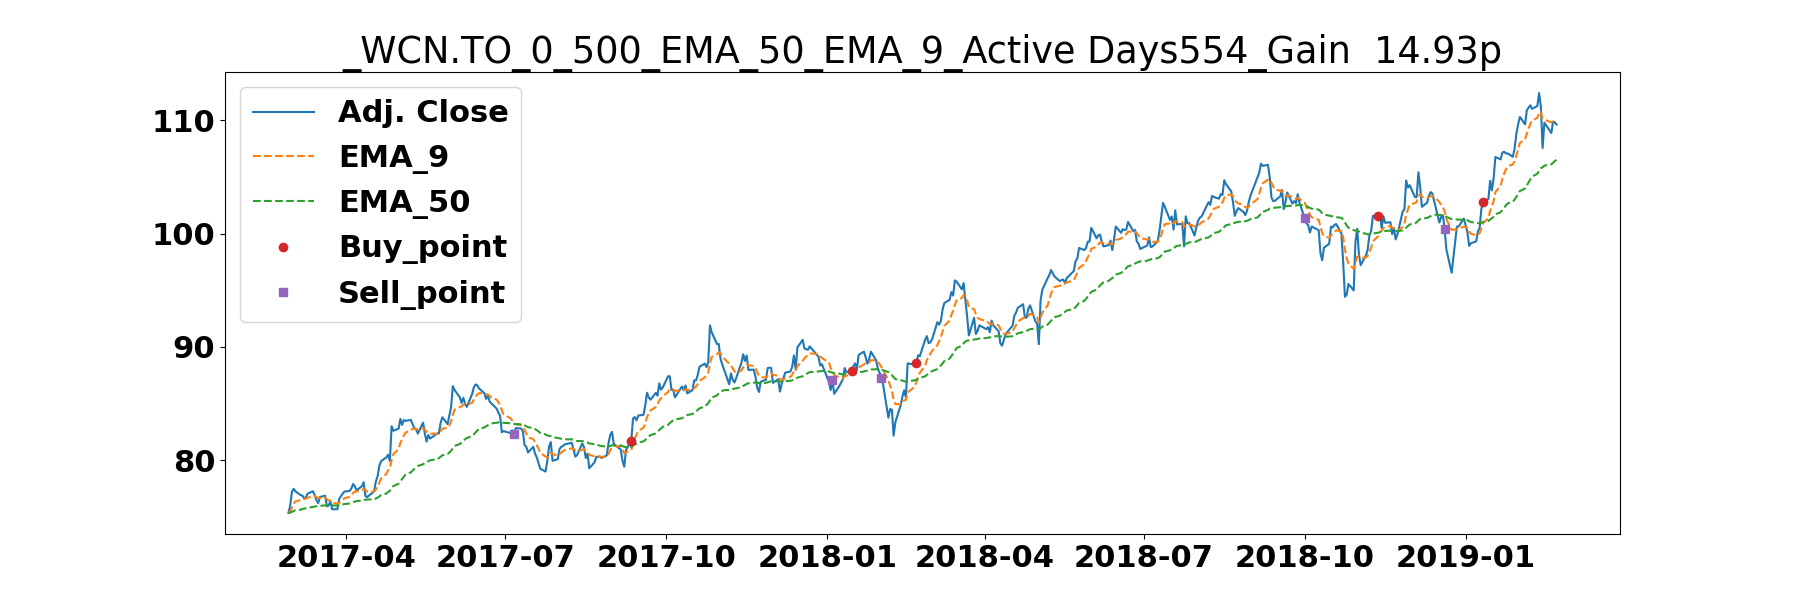 _WCN.TO_0_500_EMA_50_EMA_9_Active Days554_Gain  14.93p
Adj. Close
EMA_9
EMA_50
Buy_point
Sell_point
110
100
90
80
2017-04 2017-07 2017-10 2018-01 2018-04 2018-07 2018-10 2019-01